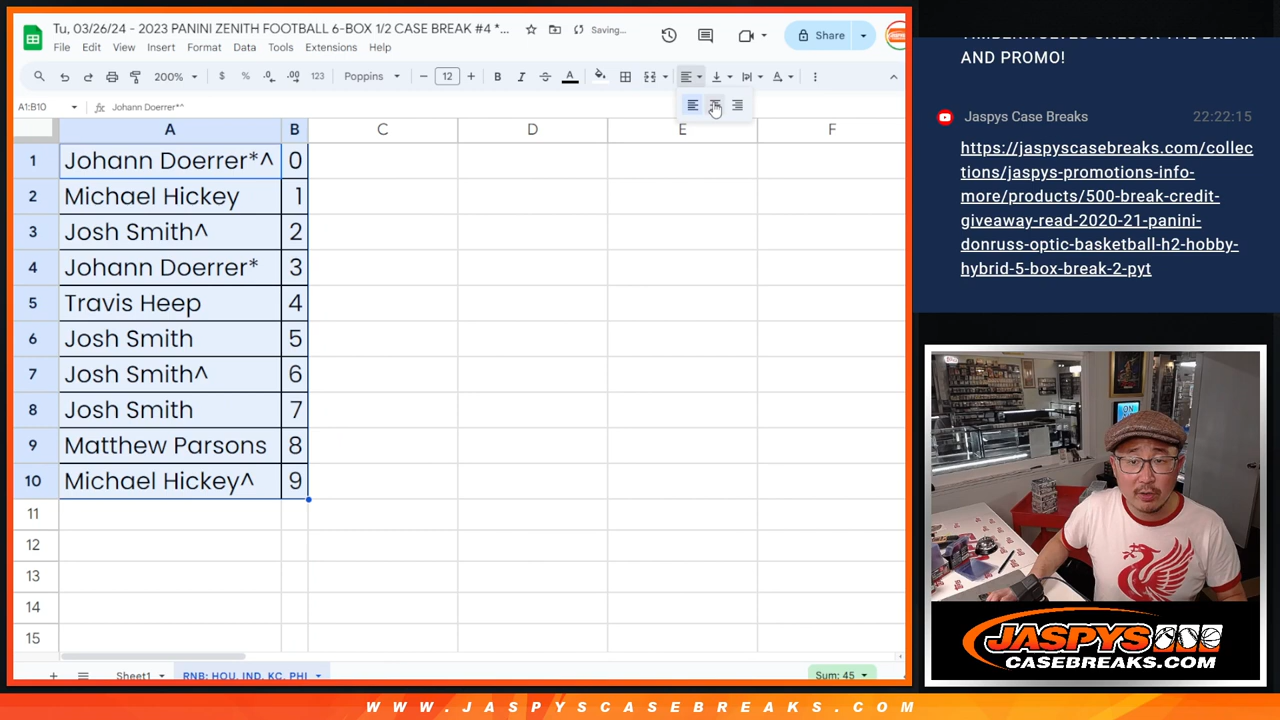 Tu, 03/26/24 - 2023 PANINI ZENITH FOOTBALL 6-BOX 1/2 CASE BREAK #4 *... Saving...
File Edit View Insert Format Data Tools Extensions Help
Share
200% $ % .0 .00 123 Poppins 12 B I A
A1:B10 fx Johann Doerrer*^
A B C D E F
1 Johann Doerrer*^ 0
2 Michael Hickey 1
3 Josh Smith^ 2
4 Johann Doerrer* 3
5 Travis Heep 4
6 Josh Smith 5
7 Josh Smith^ 6
8 Josh Smith 7
9 Matthew Parsons 8
10 Michael Hickey^ 9
11
12
13
14
15
Sheet1 RNB: HOU, IND, KC, PHI Sum: 45
AND PROMO!
Jaspys Case Breaks 22:22:15
https://jaspyscasebreaks.com/collec
tions/jaspys-promotions-info-
more/products/500-break-credit-
giveaway-read-2020-21-panini-
donruss-optic-basketball-h2-hobby-
hybrid-5-box-break-2-pyt
ON
JASPYS
CASEBREAKS.COM
WWW.JASPYSCASEBREAKS.COM